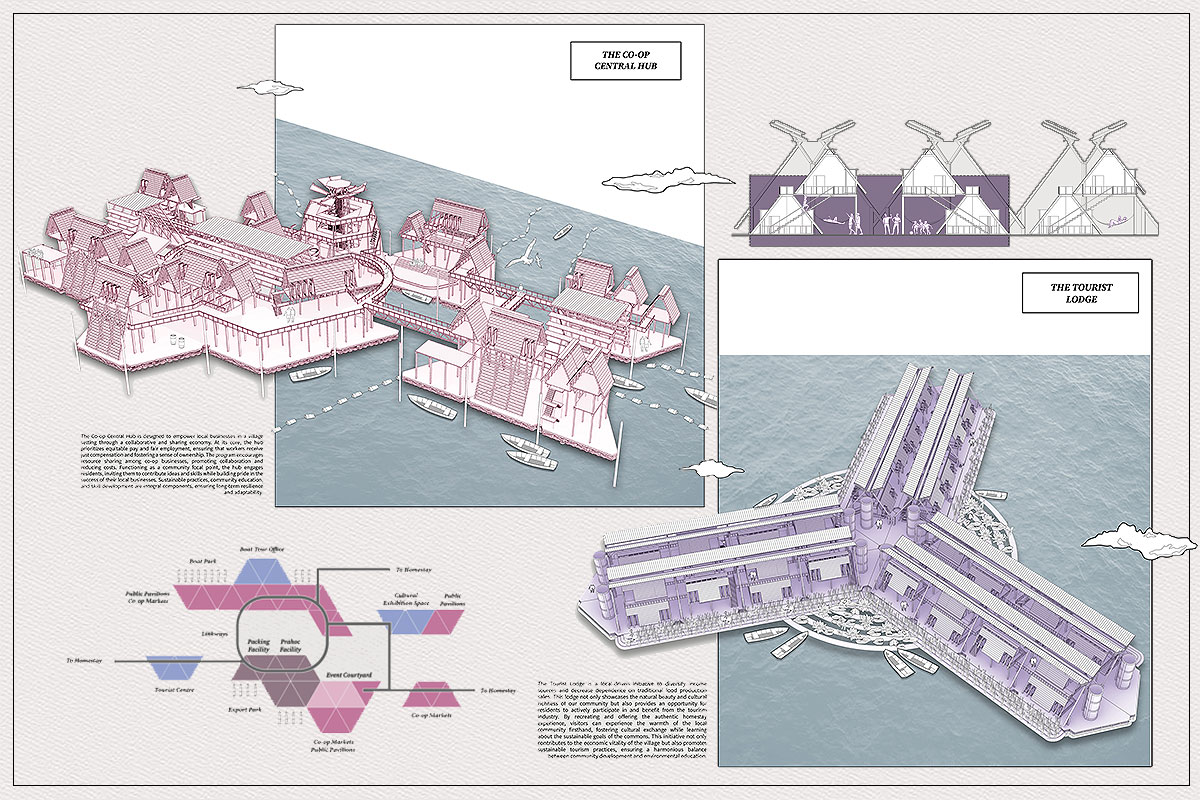 THE CO-OP
CENTRAL HUB
THE TOURIST
LODGE
The Co-op Central Hub is designed to empower local businesses in a village
setting through a collaborative and sharing economy. At its core, the hub
prioritizes equitable pay and fair employment, ensuring that workers receive
just compensation and fostering a sense of ownership. The program encourages
resource sharing among co-op businesses, promoting collaboration and
reducing costs. Functioning as a community focal point, the hub engages
residents, inviting them to contribute ideas and skills while building pride in the
success of their local businesses. Sustainable practices, community education,
and skill development are integral components, ensuring long-term resilience
and adaptability.
Boat Tour Office
Boat Park
To Homestay
Public Pavilions
Co-op Markets
Cultural
Exhibition Space
Public
Pavilions
Linkways
Packing
Facility
Prahoc
Facility
To Homestay
Tourist Centre
Event Courtyard
Export Park
To Homestay
Co-op Markets
Co-op Markets
Public Pavilions
The Tourist Lodge is a local-driven initiative to diversify income
sources and decrease dependence on traditional food production
sales. This lodge not only showcases the natural beauty and cultural
richness of our community but also provides an opportunity for
residents to actively participate in and benefit from the tourism
industry. By recreating and offering the authentic homestay
experience, visitors can experience the warmth of the local
community firsthand, fostering cultural exchange while learning
about the sustainable goals of the commons. This initiative not only
contributes to the economic vitality of the village but also promotes
sustainable tourism practices, ensuring a harmonious balance
between community development and environmental education.